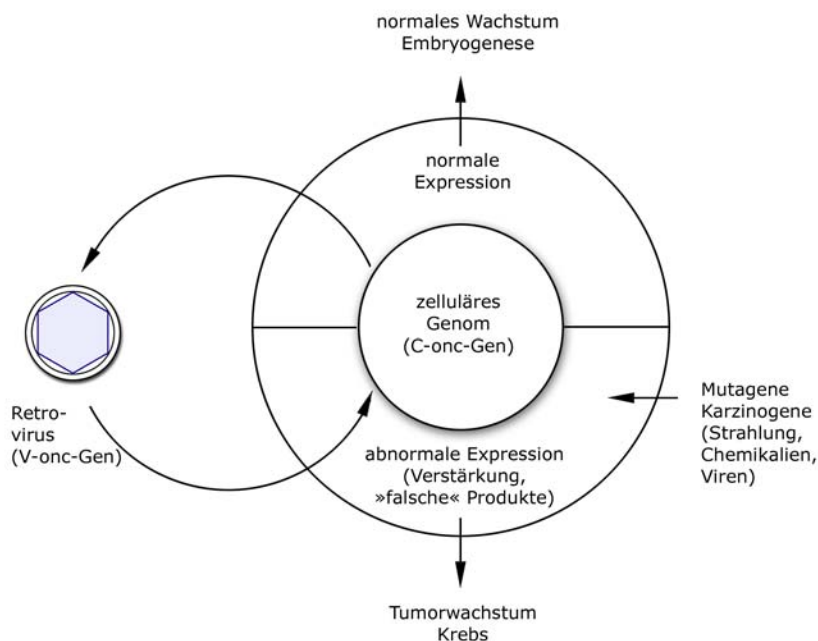 normales Wachstum
Embryogenese
normale
Expression
zelluläres
Genom
(C-onc-Gen)
Retro-
virus
(V-onc-Gen)
Mutagene
Karzinogene
(Strahlung,
Chemikalien,
Viren)
abnormale Expression
(Verstärkung,
»falsche« Produkte)
Tumorwachstum
Krebs